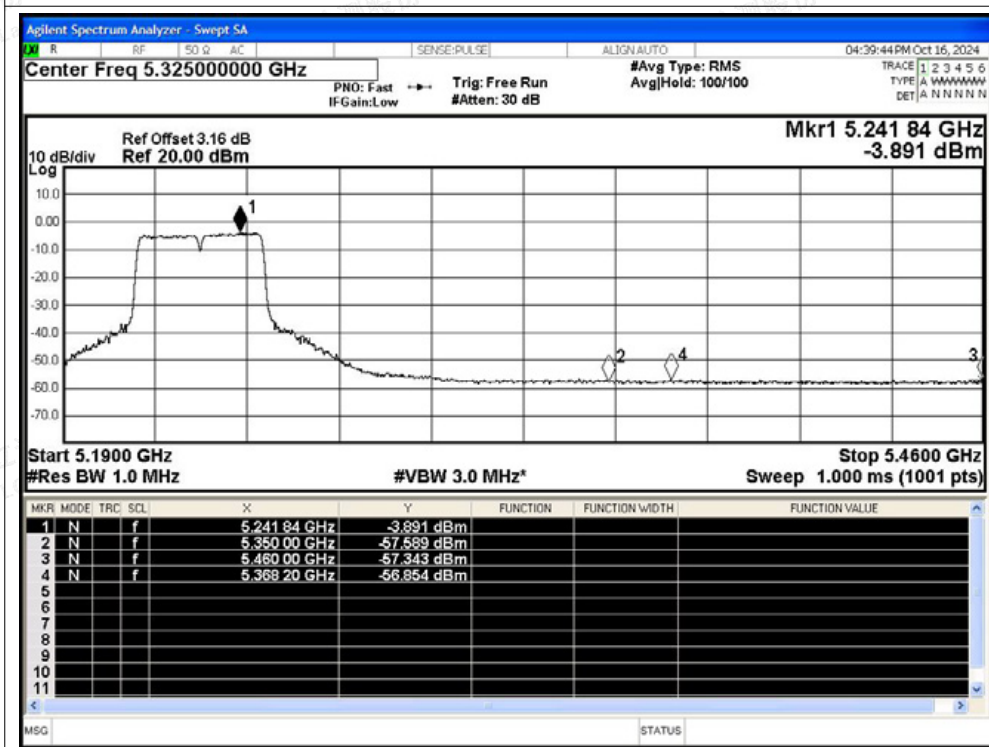 Agilent Spectrum Analyzer - Swept SA
R RF 50 Ω AC SENSE:PULSE ALIGN AUTO 04:39:44 PM Oct 16, 2024
Center Freq 5.325000000 GHz
PNO: Fast
IFGain:Low
Trig: Free Run
#Atten: 30 dB
#Avg Type: RMS
Avg|Hold: 100/100
TRACE 1 2 3 4 5 6
TYPE A WWWWW
DET A N N N N N
Mkr1 5.241 84 GHz
-3.891 dBm
Ref Offset 3.16 dB
10 dB/div Ref 20.00 dBm
Log
10.0
0.00
-10.0
-20.0
-30.0
-40.0
-50.0
-60.0
-70.0
1
2
4
3
Start 5.1900 GHz Stop 5.4600 GHz
#Res BW 1.0 MHz #VBW 3.0 MHz* Sweep 1.000 ms (1001 pts)
MKR MODE TRC SCL X Y FUNCTION FUNCTION WIDTH FUNCTION VALUE
1 N f 5.241 84 GHz -3.891 dBm
2 N f 5.350 00 GHz -57.589 dBm
3 N f 5.460 00 GHz -57.343 dBm
4 N f 5.368 20 GHz -56.854 dBm
5
6
7
8
9
10
11
MSG STATUS